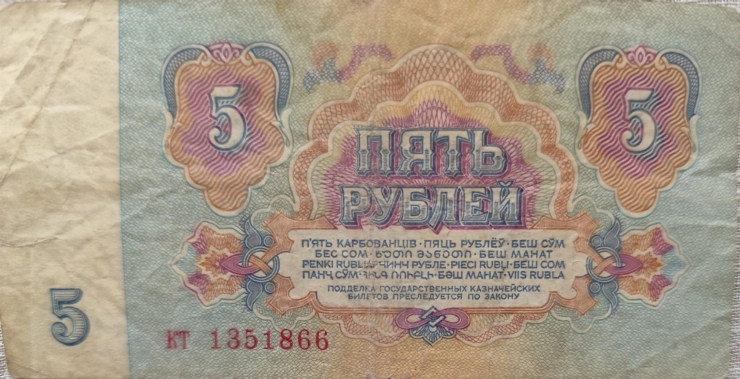 5
5
ПЯТЬ
РУБЛЕЙ
П'ЯТЬ КАРБОВАНЦІВ · ПЯЦЬ РУБЛЁЎ · БЕШ СЎМ
БЕС СОМ · ᲮᲣᲗᲘ ᲛᲐᲜᲔᲗᲘ · БЕШ МАНАТ
PENKI RUBLIAI · ЧИНЧ РУБЛЕ · PIECI RUBĻI · БЕШ СОМ
ПАНҶ СӮМ · ՀԻՆԳ ՌՈՒԲԼԻ · БӘШ МАНАТ · VIIS RUBLA
ПОДДЕЛКА ГОСУДАРСТВЕННЫХ КАЗНАЧЕЙСКИХ
БИЛЕТОВ ПРЕСЛЕДУЕТСЯ ПО ЗАКОНУ
5
кт 1351866